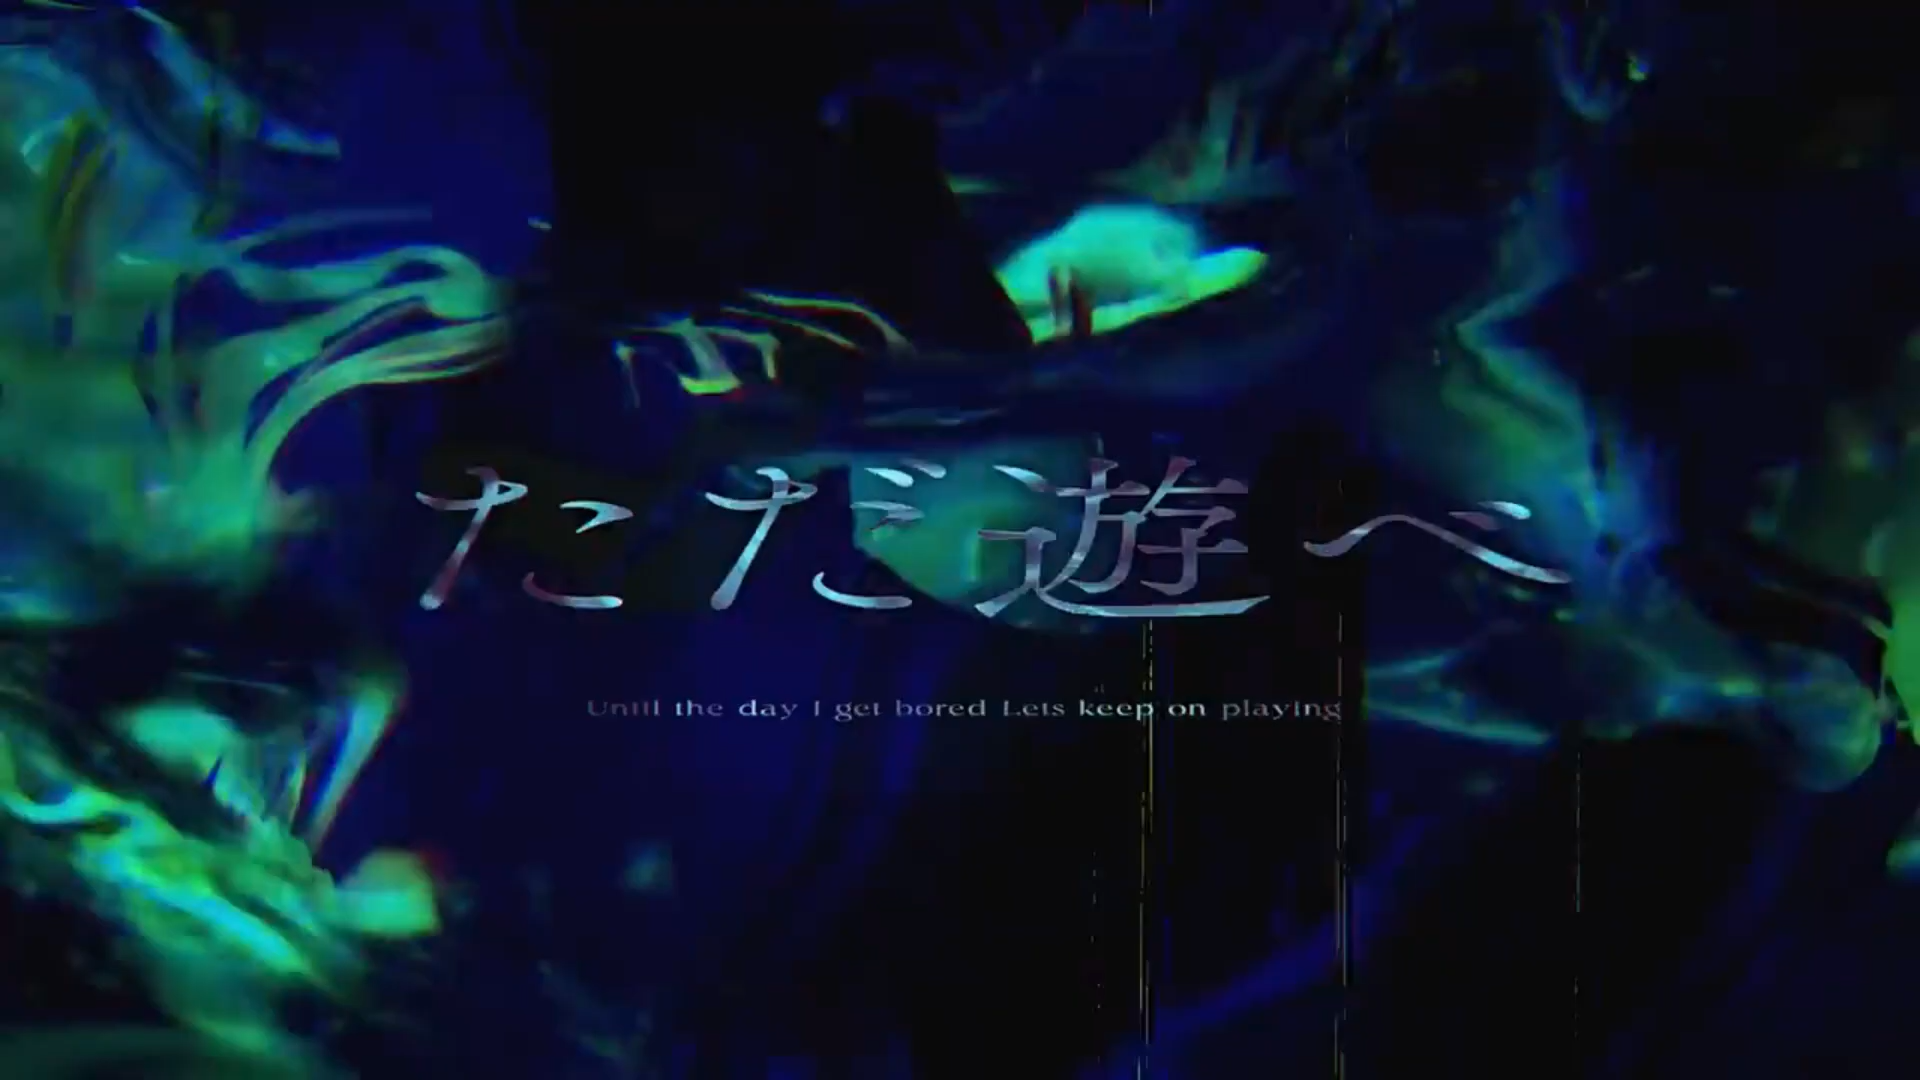 ただ遊べ
Until the day I get bored Lets keep on playing